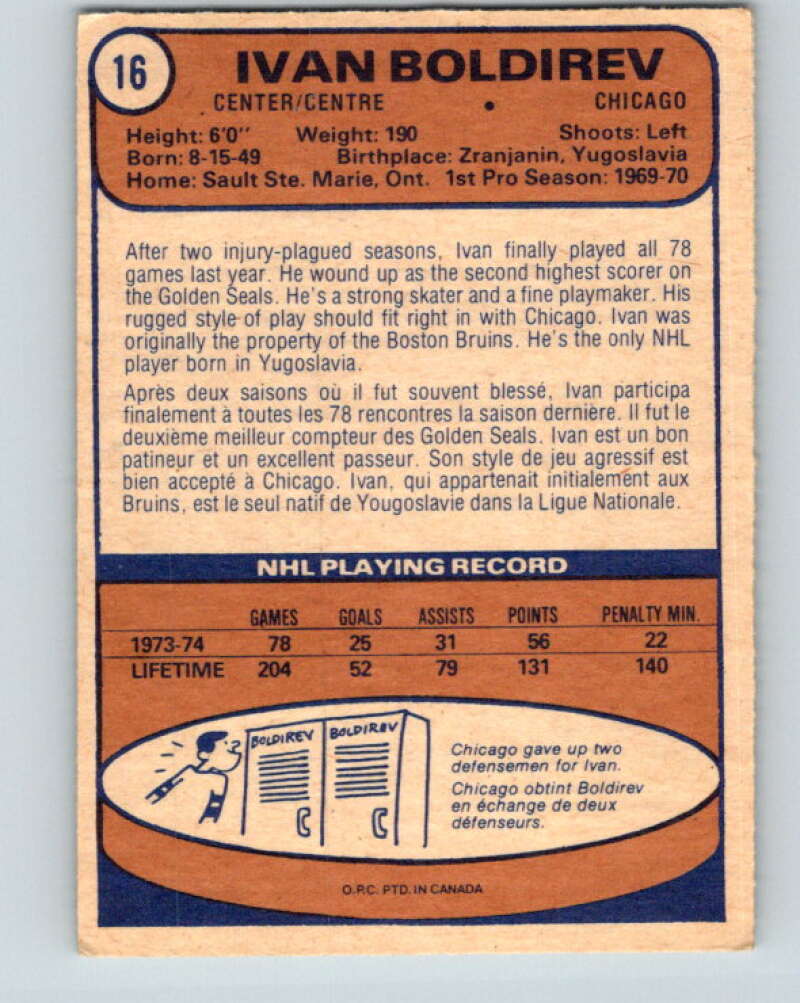 16
IVAN BOLDIREV
CENTER/CENTRE • CHICAGO
Height: 6'0'' Weight: 190 Shoots: Left
Born: 8-15-49 Birthplace: Zranjanin, Yugoslavia
Home: Sault Ste. Marie, Ont. 1st Pro Season: 1969-70
After two injury-plagued seasons, Ivan finally played all 78
games last year. He wound up as the second highest scorer on
the Golden Seals. He's a strong skater and a fine playmaker. His
rugged style of play should fit right in with Chicago. Ivan was
originally the property of the Boston Bruins. He's the only NHL
player born in Yugoslavia.
Après deux saisons où il fut souvent blessé, Ivan participa
finalement à toutes les 78 rencontres la saison dernière. Il fut le
deuxième meilleur compteur des Golden Seals. Ivan est un bon
patineur et un excellent passeur. Son style de jeu agressif est
bien accepté à Chicago. Ivan, qui appartenait initialement aux
Bruins, est le seul natif de Yougoslavie dans la Ligue Nationale.
NHL PLAYING RECORD
GAMES GOALS ASSISTS POINTS PENALTY MIN.
1973-74 78 25 31 56 22
LIFETIME 204 52 79 131 140
BOLDIREV BOLDIREV
Chicago gave up two
defensemen for Ivan.
Chicago obtint Boldirev
en échange de deux
défenseurs.
O.P.C. PTD. IN CANADA